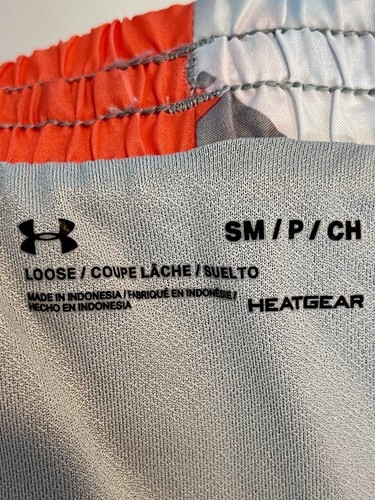 SM / P / CH
LOOSE / COUPE LÂCHE / SUELTO
MADE IN INDONESIA / FABRIQUÉ EN INDONÉSIE /
HECHO EN INDONESIA
HEATGEAR